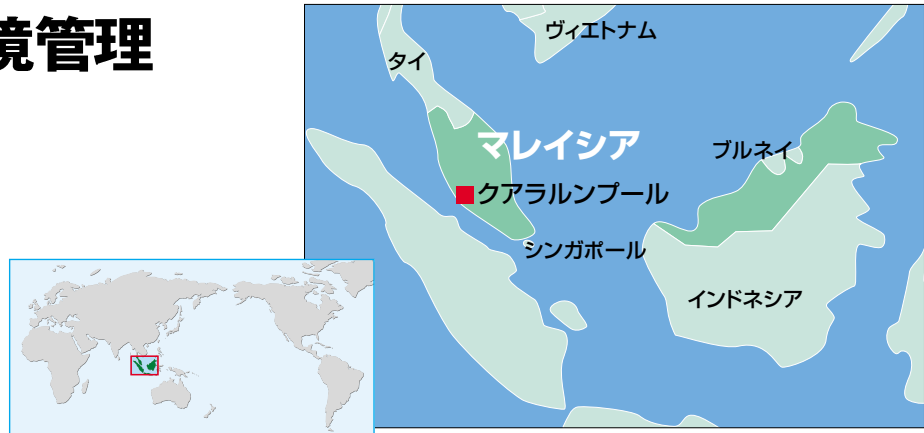 境管理
ヴィエトナム
タイ
マレイシア
ブルネイ
クアラルンプール
シンガポール
インドネシア